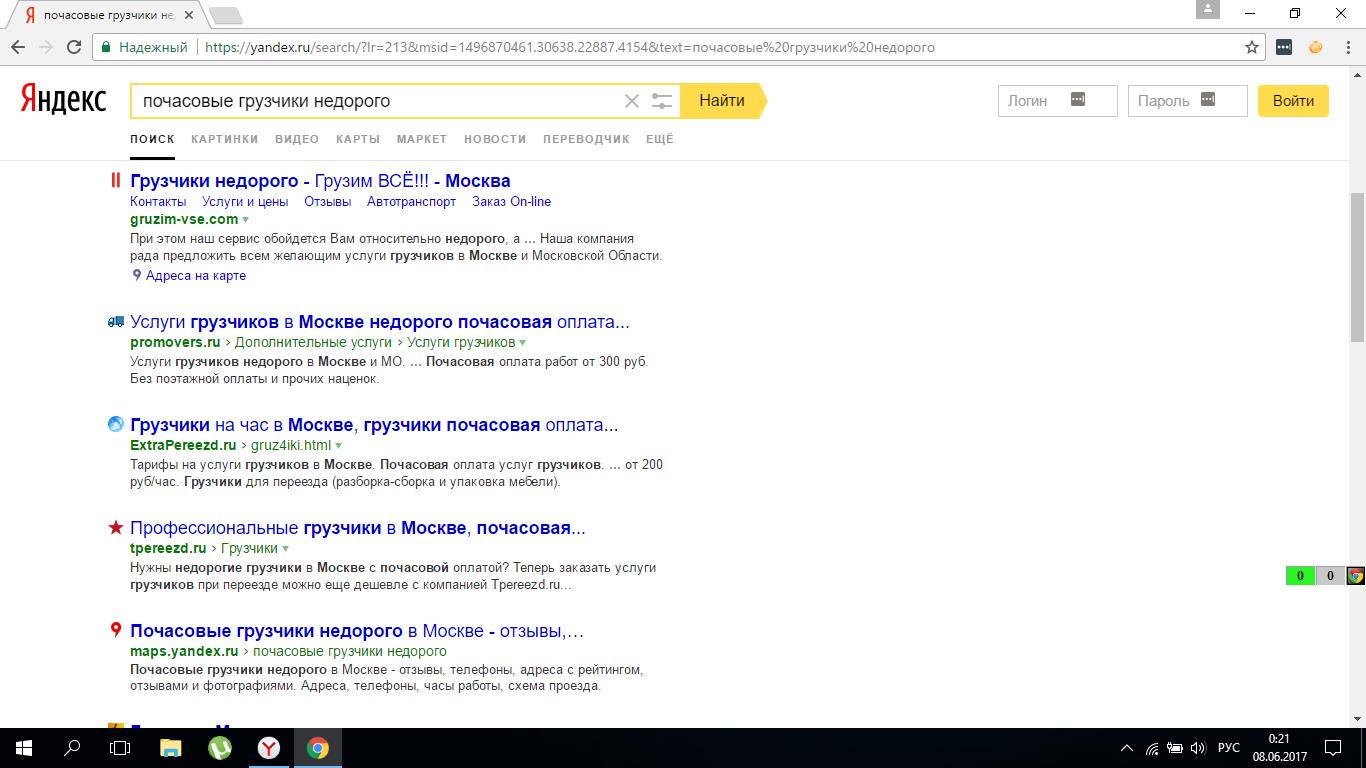 почасовые грузчики не
Надежный https://yandex.ru/search/?lr=213&msid=1496870461.30638.22887.4154&text=почасовые%20грузчики%20недорого
Яндекс почасовые грузчики недорого Найти Логин Пароль Войти
ПОИСК КАРТИНКИ ВИДЕО КАРТЫ МАРКЕТ НОВОСТИ ПЕРЕВОДЧИК ЕЩЁ
Грузчики недорого - Грузим ВСЁ!!! - Москва
Контакты Услуги и цены Отзывы Автотранспорт Заказ On-line
gruzim-vse.com
При этом наш сервис обойдется Вам относительно недорого, а ... Наша компания
рада предложить всем желающим услуги грузчиков в Москве и Московской Области.
Адреса на карте
Услуги грузчиков в Москве недорого почасовая оплата...
promovers.ru › Дополнительные услуги › Услуги грузчиков
Услуги грузчиков недорого в Москве и МО. ... Почасовая оплата работ от 300 руб.
Без поэтажной оплаты и прочих наценок.
Грузчики на час в Москве, грузчики почасовая оплата...
ExtraPereezd.ru › gruz4iki.html
Тарифы на услуги грузчиков в Москве. Почасовая оплата услуг грузчиков. ... от 200
руб/час. Грузчики для переезда (разборка-сборка и упаковка мебели).
Профессиональные грузчики в Москве, почасовая...
tpereezd.ru › Грузчики
Нужны недорогие грузчики в Москве с почасовой оплатой? Теперь заказать услуги
грузчиков при переезде можно еще дешевле с компанией Tpereezd.ru...
0 0
Почасовые грузчики недорого в Москве - отзывы,...
maps.yandex.ru › почасовые грузчики недорого
Почасовые грузчики недорого в Москве - отзывы, телефоны, адреса с рейтингом,
отзывами и фотографиями. Адреса, телефоны, часы работы, схема проезда.
РУС
0:21
08.06.2017